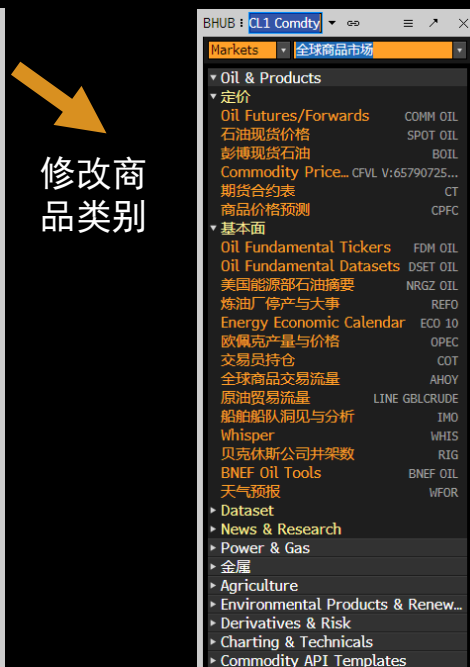 修改商
品类别
BHUB: CL1 Comdty
Markets 全球商品市场
Oil & Products
定价
Oil Futures/Forwards COMM OIL
石油现货价格 SPOT OIL
彭博现货石油 BOIL
Commodity Price… CFVL V:65790725...
期货合约表 CT
商品价格预测 CPFC
基本面
Oil Fundamental Tickers FDM OIL
Oil Fundamental Datasets DSET OIL
美国能源部石油摘要 NRGZ OIL
炼油厂停产与大事 REFO
Energy Economic Calendar ECO 10
欧佩克产量与价格 OPEC
交易员持仓 COT
全球商品交易流量 AHOY
原油贸易流量 LINE GBLCRUDE
船舶船队洞见与分析 IMO
Whisper WHIS
贝克休斯公司井架数 RIG
BNEF Oil Tools BNEF OIL
天气预报 WFOR
Dataset
News & Research
Power & Gas
金属
Agriculture
Environmental Products & Renew…
Derivatives & Risk
Charting & Technicals
Commodity API Templates